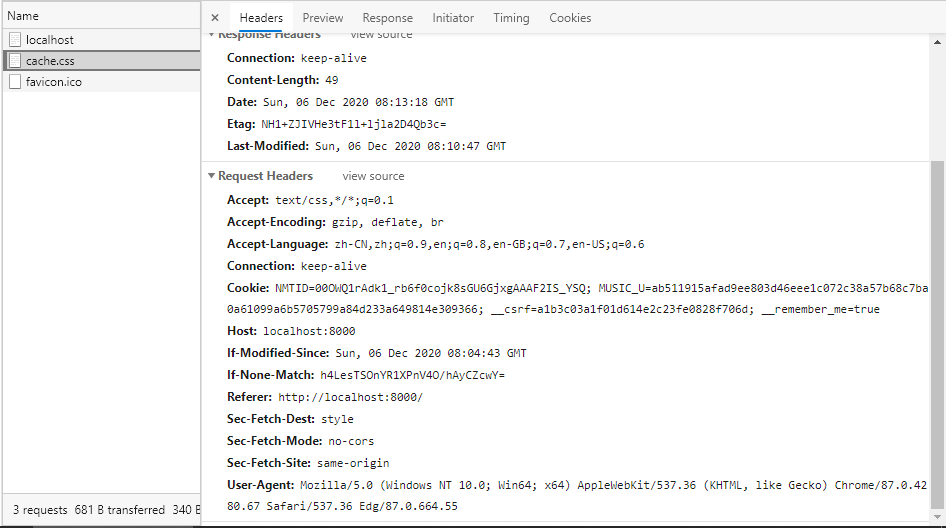 Name
localhost
cache.css
favicon.ico
3 requests 681 B transferred 340 B
× Headers Preview Response Initiator Timing Cookies
Response Headers view source
Connection: keep-alive
Content-Length: 49
Date: Sun, 06 Dec 2020 08:13:18 GMT
Etag: NH1+ZJIVHe3tF1l+ljla2D4Qb3c=
Last-Modified: Sun, 06 Dec 2020 08:10:47 GMT
Request Headers view source
Accept: text/css,*/*;q=0.1
Accept-Encoding: gzip, deflate, br
Accept-Language: zh-CN,zh;q=0.9,en;q=0.8,en-GB;q=0.7,en-US;q=0.6
Connection: keep-alive
Cookie: NMTID=00OWQ1rAdk1_rb6f0cojk8sGU6GjxgAAAF2IS_YSQ; MUSIC_U=ab511915afad9ee803d46eee1c072c38a57b68c7ba
0a61099a6b5705799a84d233a649814e309366; __csrf=a1b3c03a1f01d614e2c23fe0828f706d; __remember_me=true
Host: localhost:8000
If-Modified-Since: Sun, 06 Dec 2020 08:04:43 GMT
If-None-Match: h4LesTSOnYR1XPnV4O/hAyCZcwY=
Referer: http://localhost:8000/
Sec-Fetch-Dest: style
Sec-Fetch-Mode: no-cors
Sec-Fetch-Site: same-origin
User-Agent: Mozilla/5.0 (Windows NT 10.0; Win64; x64) AppleWebKit/537.36 (KHTML, like Gecko) Chrome/87.0.42
80.67 Safari/537.36 Edg/87.0.664.55